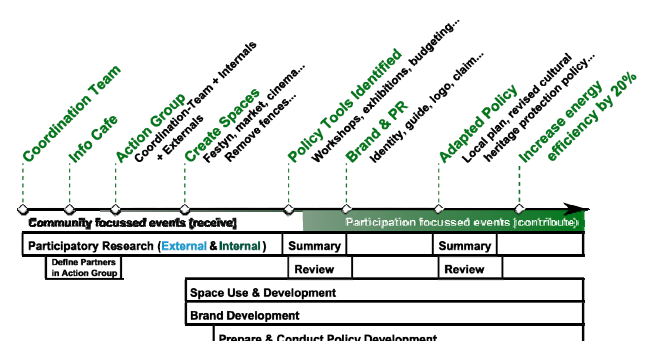 Coordination Team
Info Cafe
Action Group
Coordination-Team + Internals
+ Externals
Create Spaces
Festyn, market, cinema...
Remove fences...
Policy Tools Identified
Workshops, exhibitions, budgeting...
Brand & PR
Identity, guide, logo, claim...
Adapted Policy
Local plan, revised cultural
heritage protection policy...
Increase energy
efficiency by 20%
Community focussed events (receive)
Participation focussed events (contribute)
Participatory Research (External & Internal)
Summary
Summary
Define Partners
in Action Group
Review
Review
Space Use & Development
Brand Development
Prepare & Conduct Policy Development